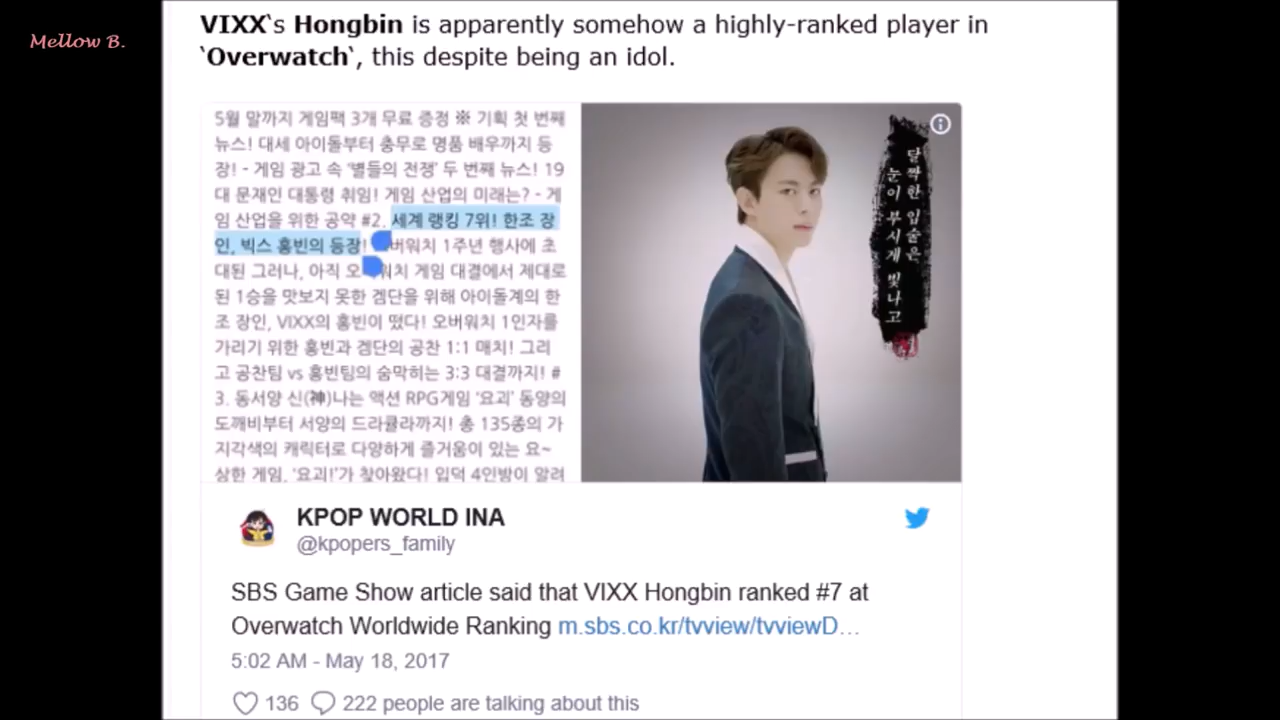 Mellow B.
VIXX`s Hongbin is apparently somehow a highly-ranked player in
`Overwatch`, this despite being an idol.
5월 말까지 게임팩 3개 무료 증정 ※ 기획 첫 번째
뉴스! 대세 아이돌부터 충무로 명품 배우까지 등
장! - 게임 광고 속 '별들의 전쟁' 두 번째 뉴스! 19
대 문재인 대통령 취임! 게임 산업의 미래는? - 게
임 산업을 위한 공약 #2. 세계 랭킹 7위! 한조 장
인, 빅스 홍빈의 등장! 버워치 1주년 행사에 초
대된 그러나, 아직 오 워치 게임 대결에서 제대로
된 1승을 맛보지 못한 겜단을 위해 아이돌계의 한
조 장인, VIXX의 홍빈이 떴다! 오버워치 1인자를
가리기 위한 홍빈과 겜단의 공찬 1:1 매치! 그리
고 공찬팀 vs 홍빈팀의 숨막히는 3:3 대결까지! #
3. 동서양 신(神)나는 액션 RPG게임 '요괴' 동양의
도깨비부터 서양의 드라큘라까지! 총 135종의 가
지각색의 캐릭터로 다양하게 즐거움이 있는 요~
상한 게임, '요괴!'가 찾아왔다! 입덕 4인방이 알려
달짝한 입술은
눈이 부시게 빛나고
KPOP WORLD INA
@kpopers_family
SBS Game Show article said that VIXX Hongbin ranked #7 at
Overwatch Worldwide Ranking m.sbs.co.kr/tvview/tvviewD…
5:02 AM - May 18, 2017
136 222 people are talking about this